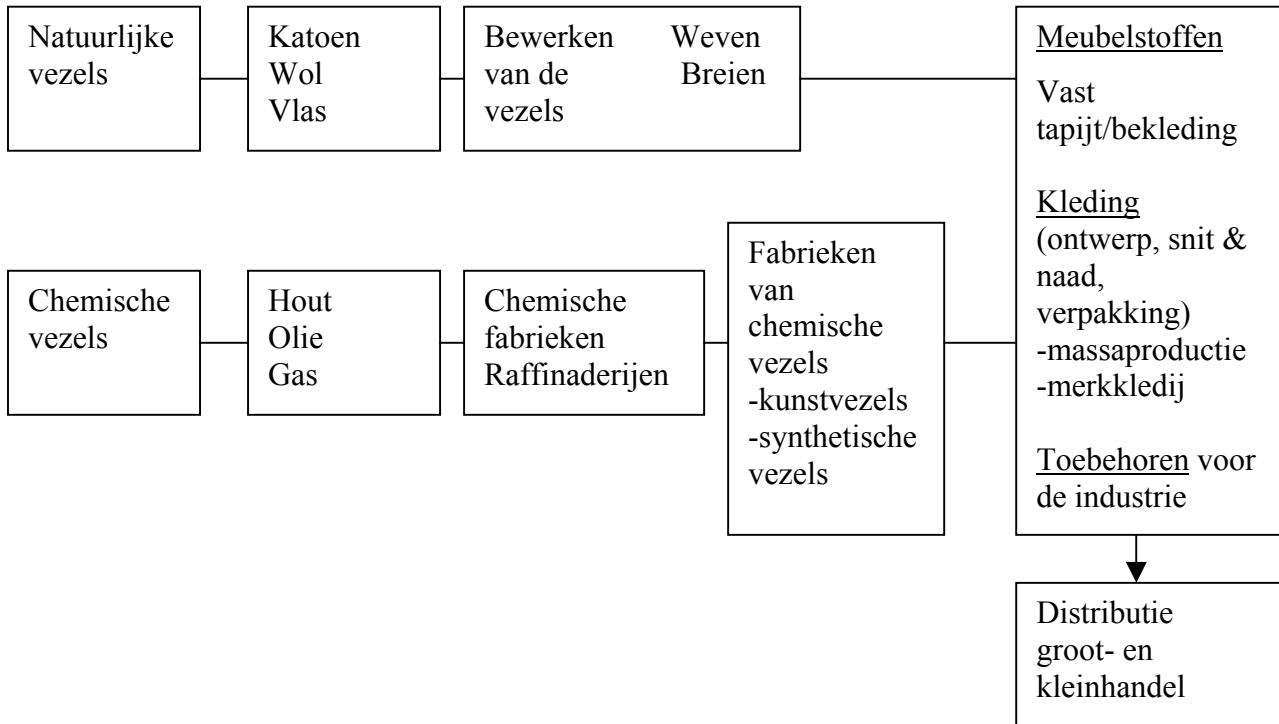 Natuurlijke
vezels
Katoen
Wol
Vlas
Bewerken Weven
van de Breien
vezels
Meubelstoffen
Vast
tapijt/bekleding
Kleding
(ontwerp, snit &
naad,
verpakking)
-massaproductie
-merkkledij
Toebehoren voor
de industrie
Chemische
vezels
Hout
Olie
Gas
Chemische
fabrieken
Raffinaderijen
Fabrieken
van
chemische
vezels
-kunstvezels
-synthetische
vezels
Distributie
groot- en
kleinhandel